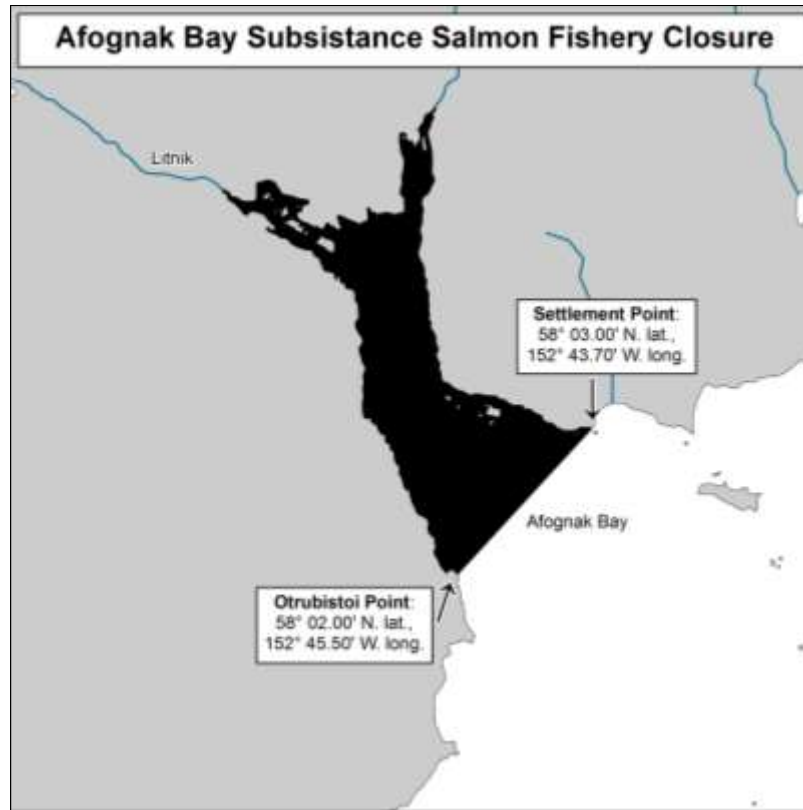 Afognak Bay Subsistance Salmon Fishery Closure
Litnik
Settlement Point:
58° 03.00' N. lat.,
152° 43.70' W. long.
Afognak Bay
Otrubistoi Point:
58° 02.00' N. lat.,
152° 45.50' W. long.